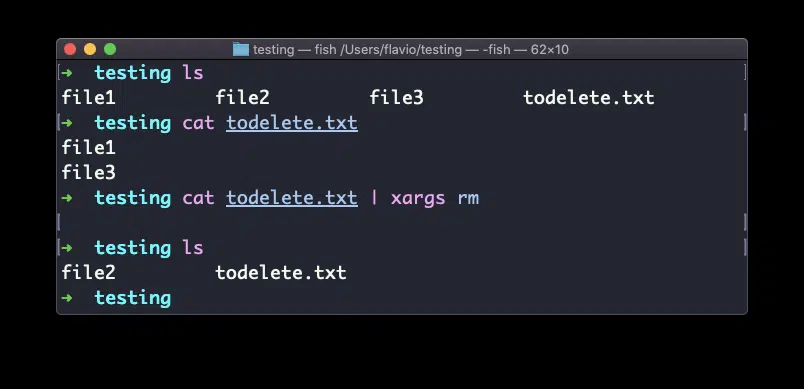 testing — fish /Users/flavio/testing — -fish — 62×10
➜  testing ls
file1         file2         file3         todelete.txt
➜  testing cat todelete.txt
file1
file3
➜  testing cat todelete.txt | xargs rm
➜  testing ls
file2         todelete.txt
➜  testing